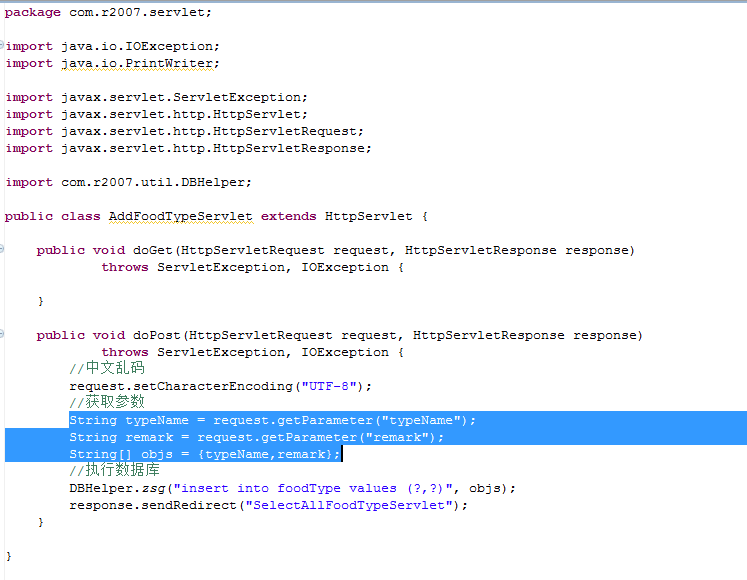 package com.r2007.servlet;
import java.io.IOException;
import java.io.PrintWriter;
import javax.servlet.ServletException;
import javax.servlet.http.HttpServlet;
import javax.servlet.http.HttpServletRequest;
import javax.servlet.http.HttpServletResponse;
import com.r2007.util.DBHelper;
public class AddFoodTypeServlet extends HttpServlet {
    public void doGet(HttpServletRequest request, HttpServletResponse response)
            throws ServletException, IOException {
    }
    public void doPost(HttpServletRequest request, HttpServletResponse response)
            throws ServletException, IOException {
        //中文乱码
        request.setCharacterEncoding("UTF-8");
        //获取参数
        String typeName = request.getParameter("typeName");
        String remark = request.getParameter("remark");
        String[] objs = {typeName,remark};
        //执行数据库
        DBHelper.zsg("insert into foodType values (?,?)", objs);
        response.sendRedirect("SelectAllFoodTypeServlet");
    }
}